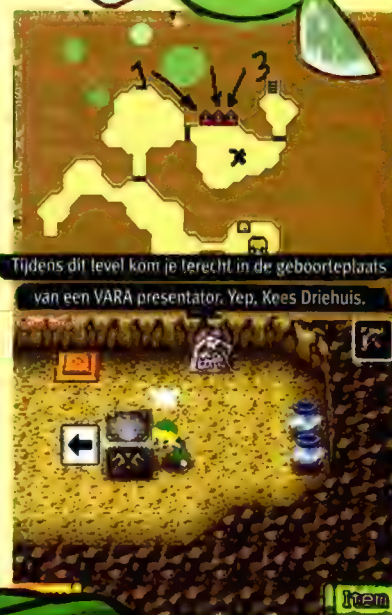 1 3
Tijdens dit level kom je terecht in de geboorteplaats
van een VARA presentator. Yep, Kees Driehuis.
Item